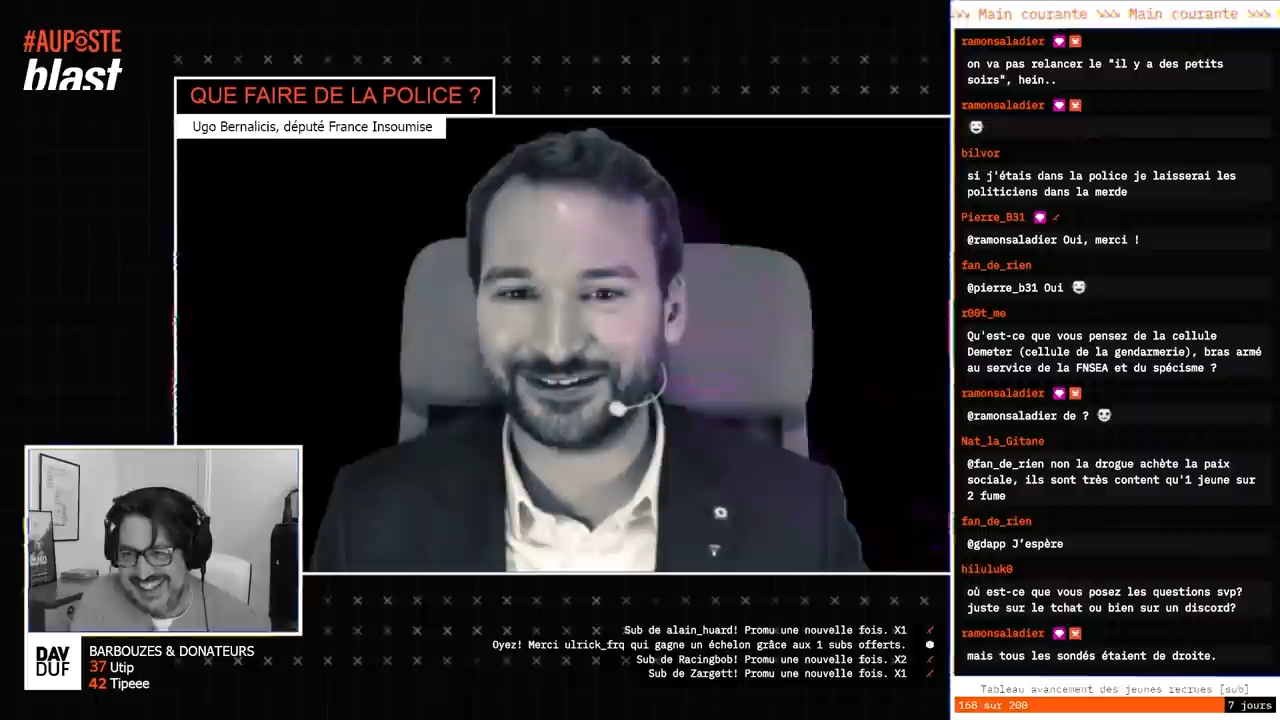 #AUPOSTE
blast
QUE FAIRE DE LA POLICE ?
Ugo Bernalicis, député France Insoumise
DAV
DUF
BARBOUZES & DONATEURS
37 Utip
42 Tipeee
Sub de alain_huard! Promu une nouvelle fois. X1
Oyez! Merci ulrick_frq qui gagne un échelon grâce aux 1 subs offerts.
Sub de Racingbob! Promu une nouvelle fois. X2
Sub de Zargett! Promu une nouvelle fois. X1
Main courante Main courante
ramonsaladier
on va pas relancer le "il y a des petits
soirs", hein..
ramonsaladier
bilvor
si j'étais dans la police je laisserai les
politiciens dans la merde
Pierre_B31
@ramonsaladier Oui, merci !
fan_de_rien
@pierre_b31 Oui
r00t_me
Qu'est-ce que vous pensez de la cellule
Demeter (cellule de la gendarmerie), bras armé
au service de la FNSEA et du spécisme ?
ramonsaladier
@ramonsaladier de ?
Nat_la_Gitane
@fan_de_rien non la drogue achète la paix
sociale, ils sont très content qu'1 jeune sur
2 fume
fan_de_rien
@gdapp J’espère
hiluluk0
où est-ce que vous posez les questions svp?
juste sur le tchat ou bien sur un discord?
ramonsaladier
mais tous les sondés étaient de droite.
Tableau avancement des jeunes recrues [sub]
168 sur 200
7 jours